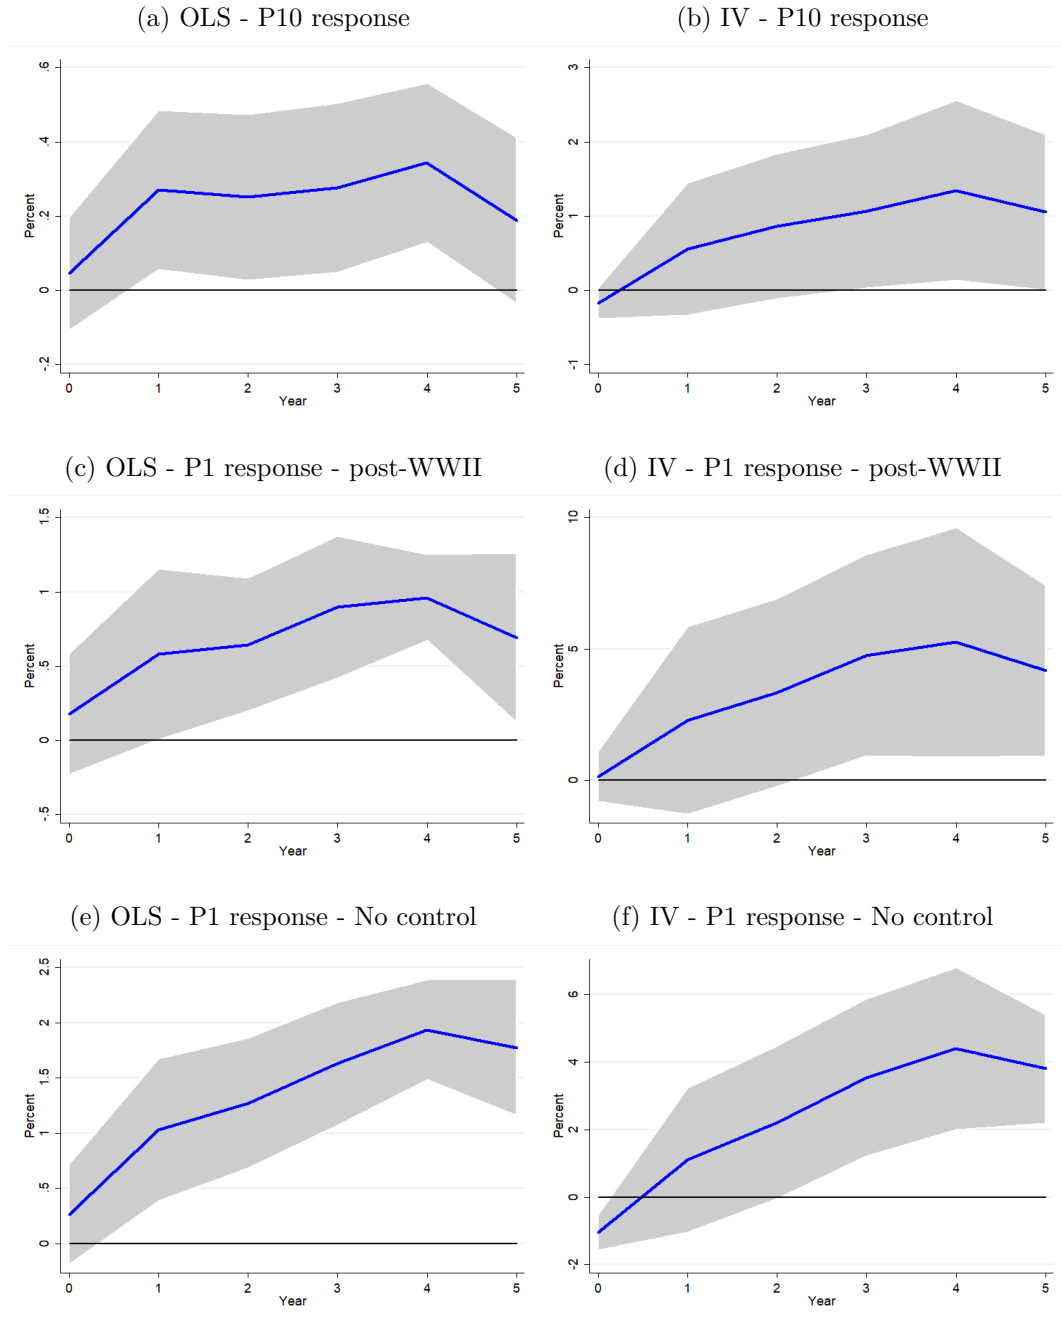 (a) OLS - P10 response
(b) IV - P10 response
.6
.4
.2
0
-.2
Percent
0 1 2 3 4 5
Year
3
2
1
0
-1
Percent
0 1 2 3 4 5
Year
(c) OLS - P1 response - post-WWII
(d) IV - P1 response - post-WWII
1.5
1
.5
0
-.5
Percent
0 1 2 3 4 5
Year
10
5
0
Percent
0 1 2 3 4 5
Year
(e) OLS - P1 response - No control
(f) IV - P1 response - No control
2.5
2
1.5
1
.5
0
Percent
0 1 2 3 4 5
Year
6
4
2
0
-2
Percent
0 1 2 3 4 5
Year